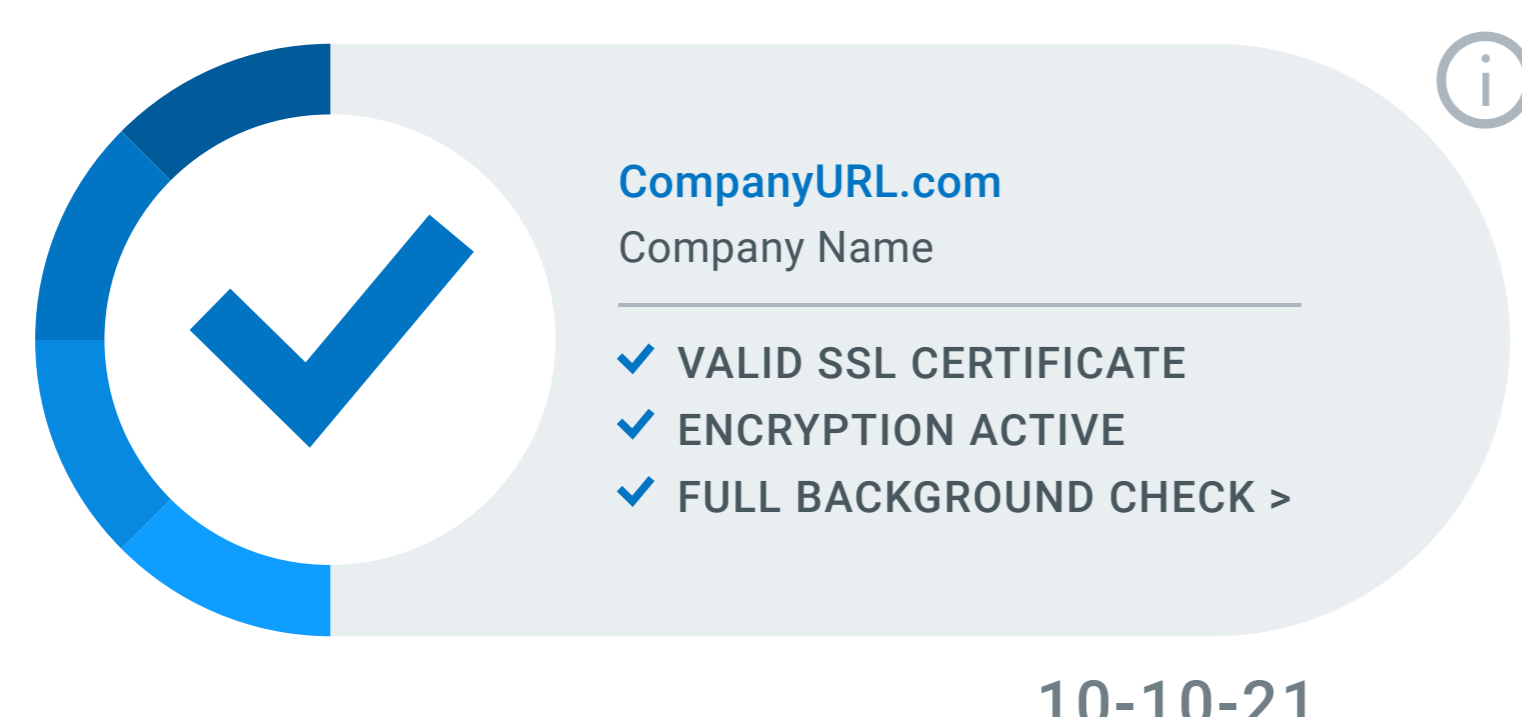 i
CompanyURL.com
Company Name
VALID SSL CERTIFICATE
ENCRYPTION ACTIVE
FULL BACKGROUND CHECK >
10-10-21